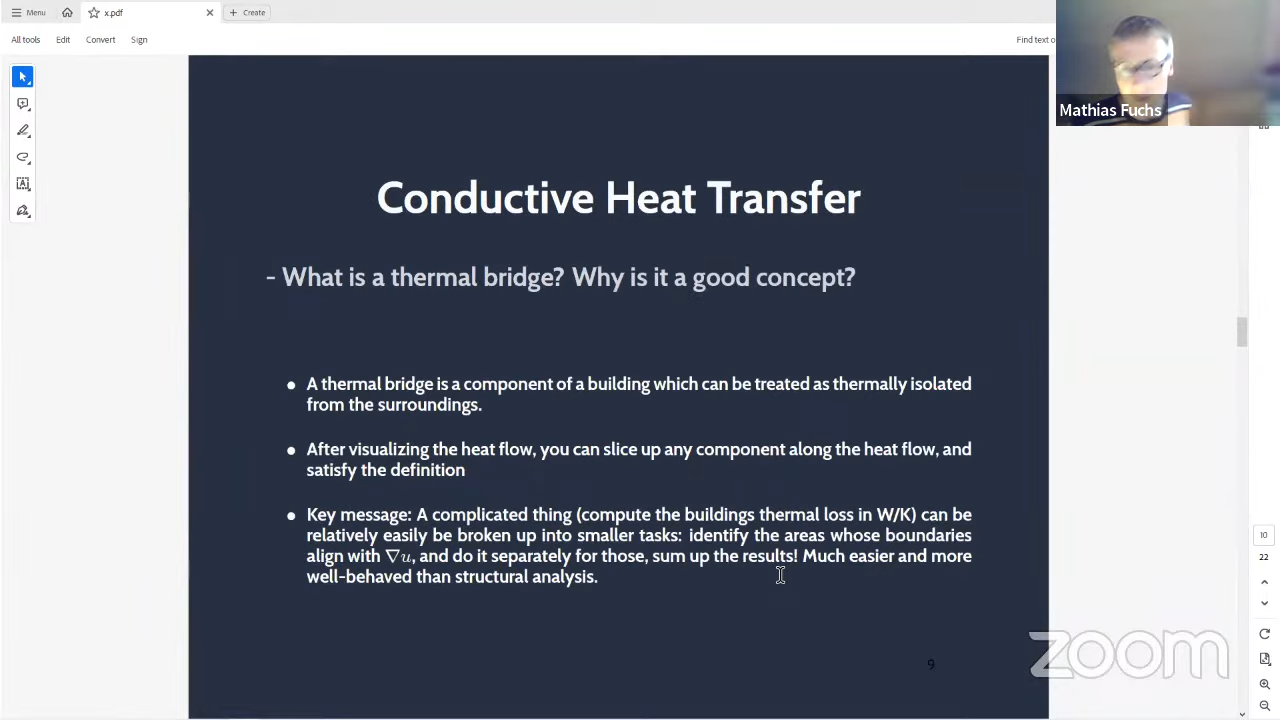 Menu
x.pdf
Create
All tools
Edit
Convert
Sign
Find text o
Mathias Fuchs
Conductive Heat Transfer
- What is a thermal bridge? Why is it a good concept?
● A thermal bridge is a component of a building which can be treated as thermally isolated
from the surroundings.
● After visualizing the heat flow, you can slice up any component along the heat flow, and
satisfy the definition
● Key message: A complicated thing (compute the buildings thermal loss in W/K) can be
relatively easily be broken up into smaller tasks: identify the areas whose boundaries
align with ∇u, and do it separately for those, sum up the results! Much easier and more
well-behaved than structural analysis.
9
10
22
zoom